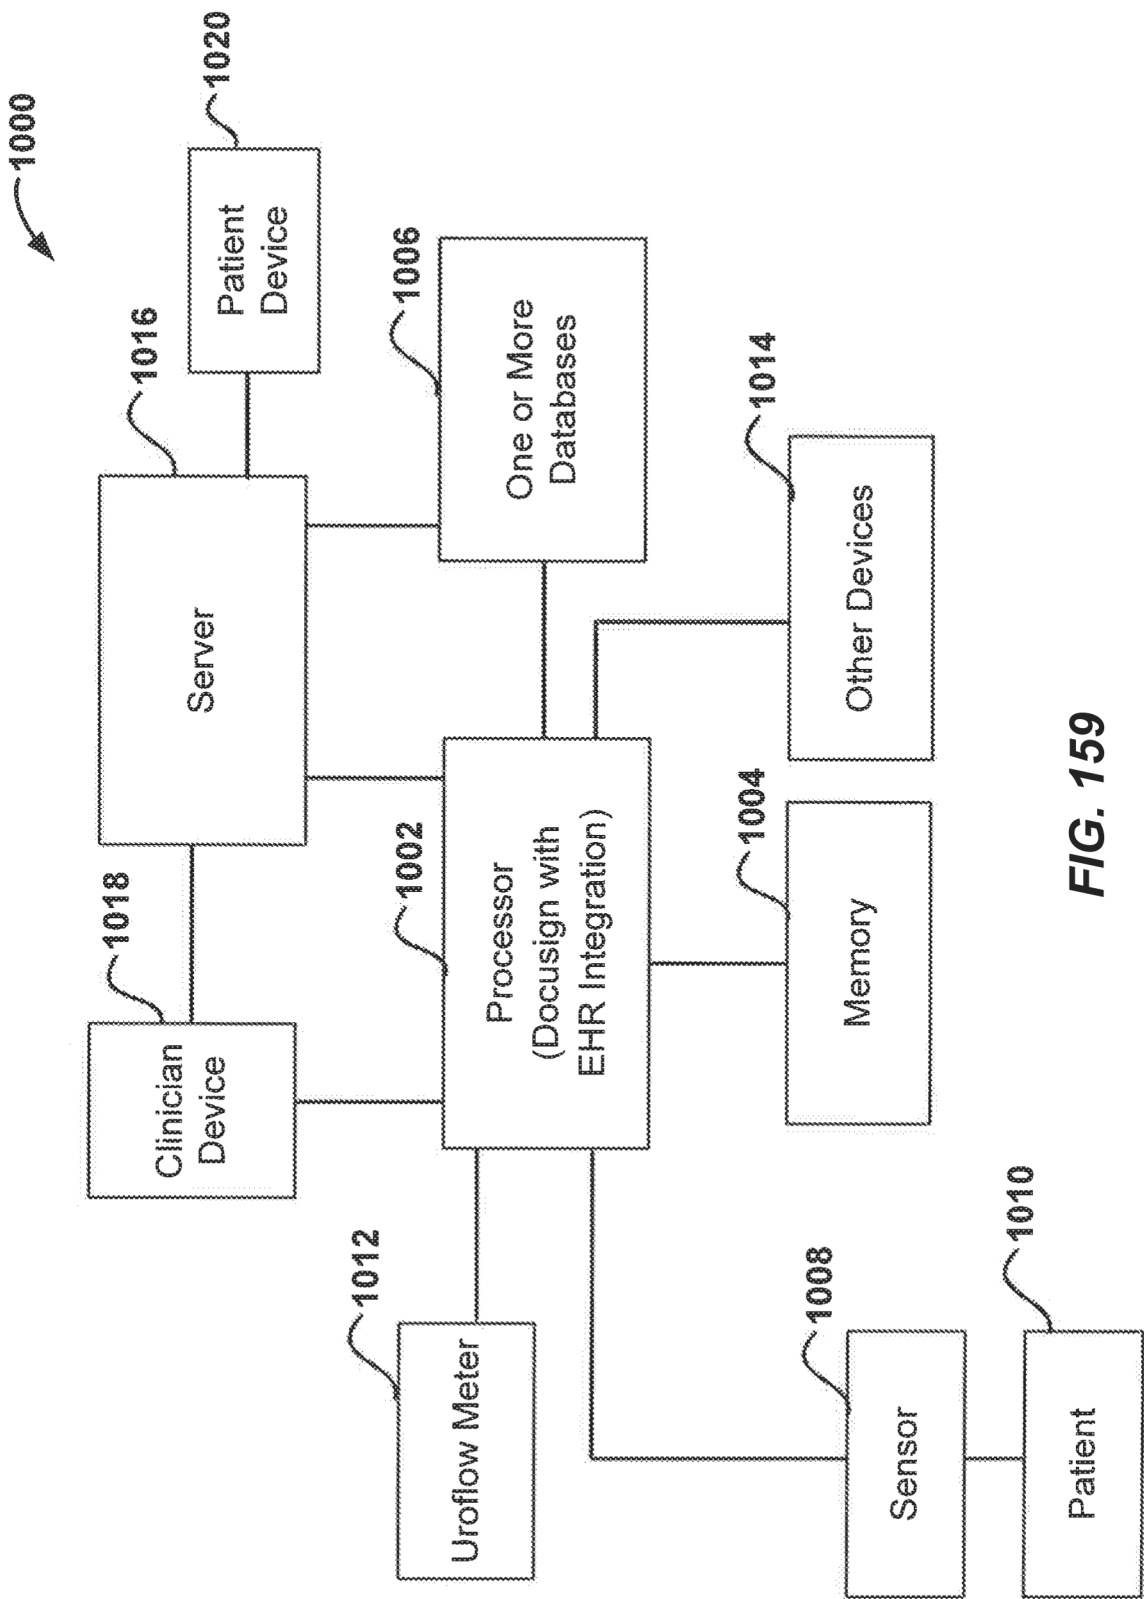 1000
1018
1016
1020
Clinician
Device
Server
Patient
Device
1012
1002
1006
Uroflow Meter
Processor
(Docusign with
EHR Integration)
One or More
Databases
1008
1004
1014
Sensor
Memory
Other Devices
1010
Patient
FIG. 159